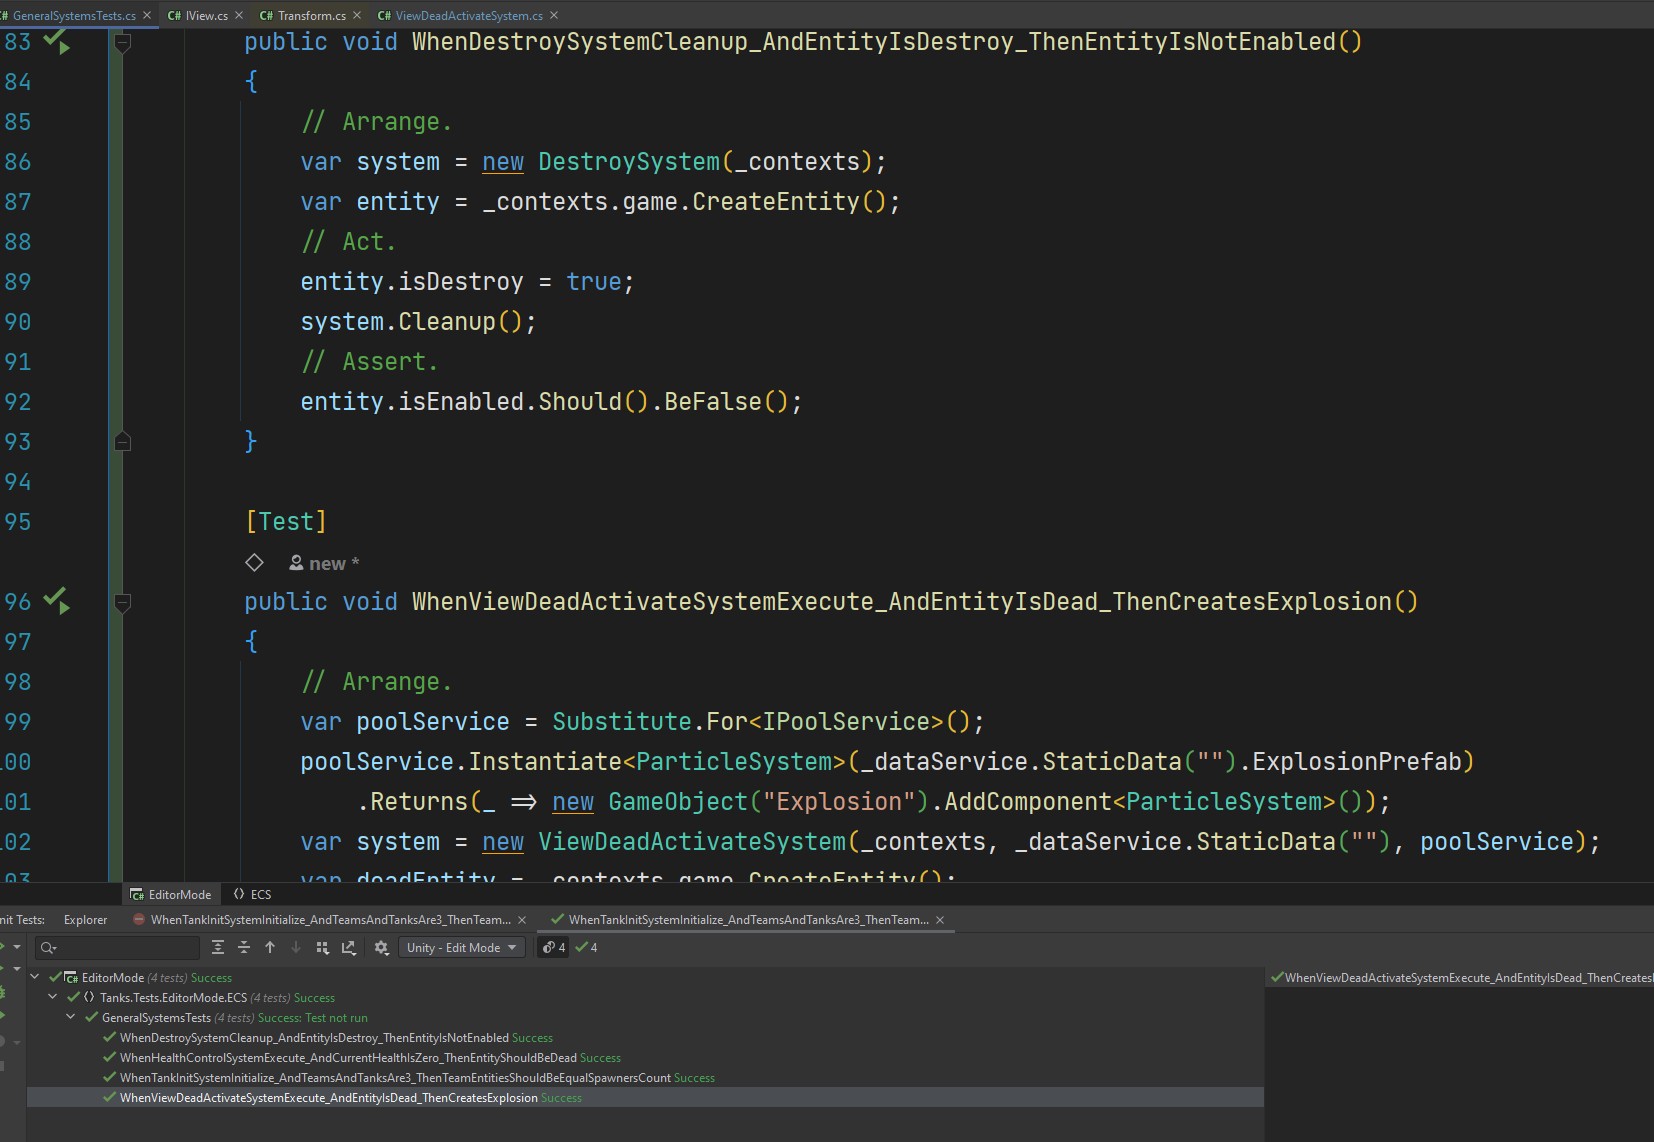 C# GeneralSystemsTests.cs C# IView.cs C# Transform.cs C# ViewDeadActivateSystem.cs
83 public void WhenDestroySystemCleanup_AndEntityIsDestroy_ThenEntityIsNotEnabled()
84 {
85 // Arrange.
86 var system = new DestroySystem(_contexts);
87 var entity = _contexts.game.CreateEntity();
88 // Act.
89 entity.isDestroy = true;
90 system.Cleanup();
91 // Assert.
92 entity.isEnabled.Should().BeFalse();
93 }
94
95 [Test]
new *
96 public void WhenViewDeadActivateSystemExecute_AndEntityIsDead_ThenCreatesExplosion()
97 {
98 // Arrange.
99 var poolService = Substitute.For<IPoolService>();
00 poolService.Instantiate<ParticleSystem>(_dataService.StaticData("").ExplosionPrefab)
01 .Returns(_ => new GameObject("Explosion").AddComponent<ParticleSystem>());
02 var system = new ViewDeadActivateSystem(_contexts, _dataService.StaticData(""), poolService);
03 var deadEntity = _contexts.game.CreateEntity();
C# EditorMode () ECS
nit Tests: Explorer WhenTankInitSystemInitialize_AndTeamsAndTanksAre3_ThenTeam... WhenTankInitSystemInitialize_AndTeamsAndTanksAre3_ThenTeam...
Unity - Edit Mode 4 4
C# EditorMode (4 tests) Success
() Tanks.Tests.EditorMode.ECS (4 tests) Success
GeneralSystemsTests (4 tests) Success: Test not run
WhenDestroySystemCleanup_AndEntityIsDestroy_ThenEntityIsNotEnabled Success
WhenHealthControlSystemExecute_AndCurrentHealthIsZero_ThenEntityShouldBeDead Success
WhenTankInitSystemInitialize_AndTeamsAndTanksAre3_ThenTeamEntitiesShouldBeEqualSpawnersCount Success
WhenViewDeadActivateSystemExecute_AndEntityIsDead_ThenCreatesExplosion Success
WhenViewDeadActivateSystemExecute_AndEntityIsDead_ThenCreatesl